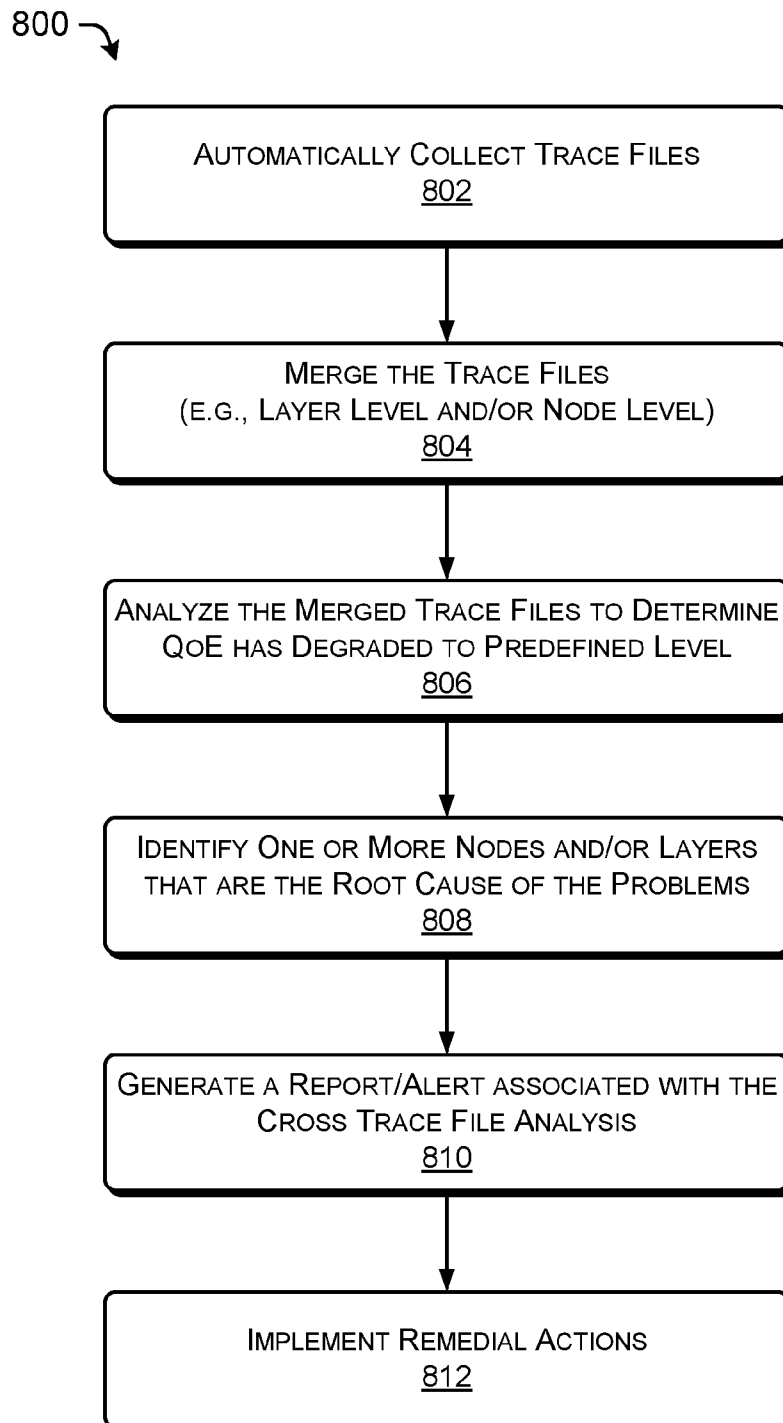 800
AUTOMATICALLY COLLECT TRACE FILES
802
MERGE THE TRACE FILES
(E.G., LAYER LEVEL AND/OR NODE LEVEL)
804
ANALYZE THE MERGED TRACE FILES TO DETERMINE
QOE HAS DEGRADED TO PREDEFINED LEVEL
806
IDENTIFY ONE OR MORE NODES AND/OR LAYERS
THAT ARE THE ROOT CAUSE OF THE PROBLEMS
808
GENERATE A REPORT/ALERT ASSOCIATED WITH THE
CROSS TRACE FILE ANALYSIS
810
IMPLEMENT REMEDIAL ACTIONS
812